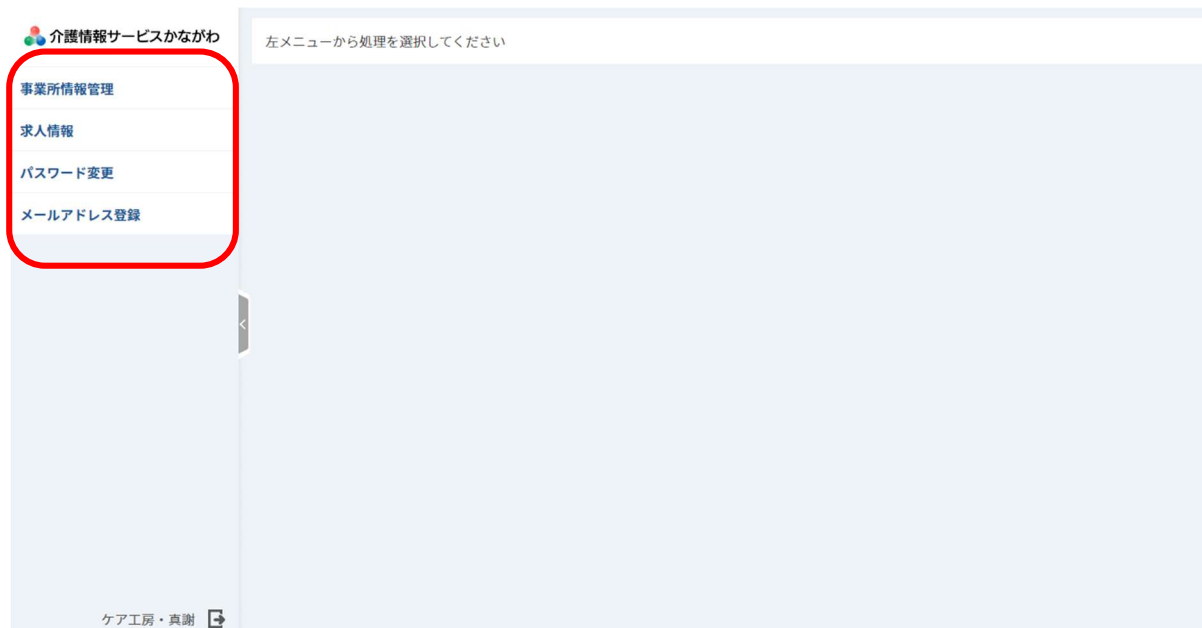 介護情報サービスかながわ
左メニューから処理を選択してください
事業所情報管理
求人情報
パスワード変更
メールアドレス登録
ケア工房・真謝